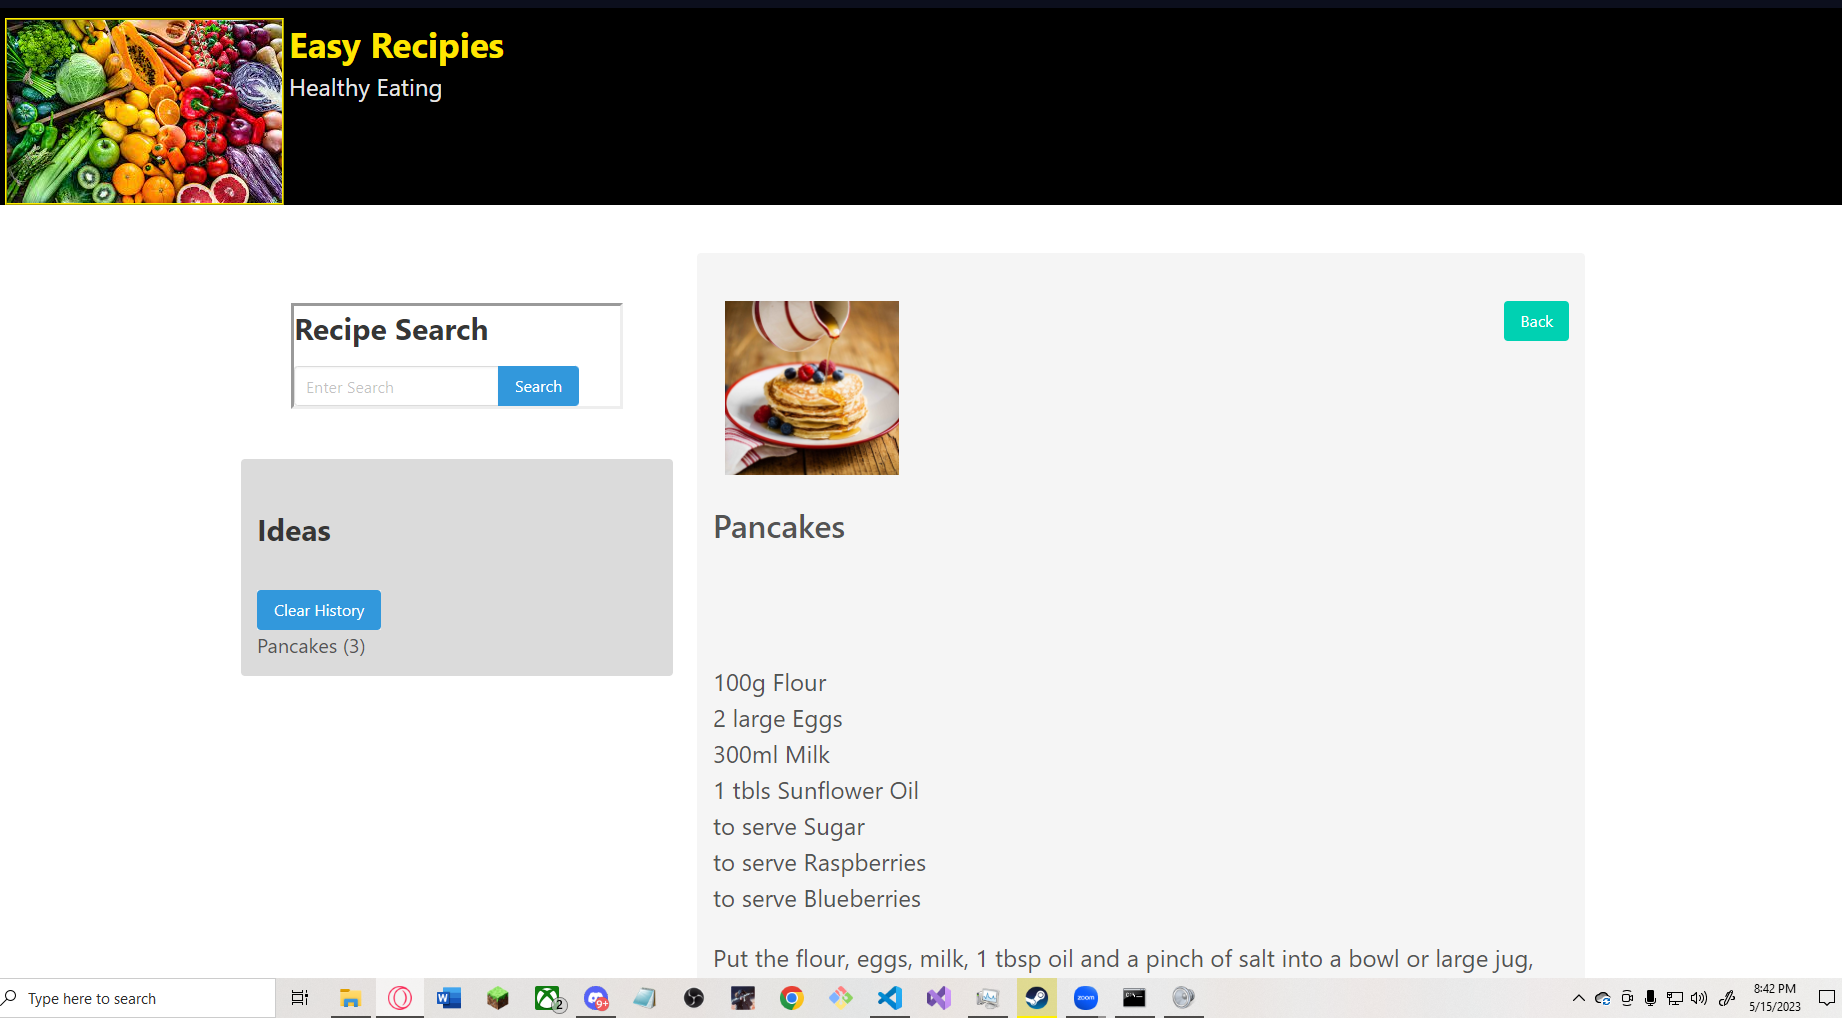 Easy Recipies
Healthy Eating
Recipe Search
Enter Search
Search
Ideas
Clear History
Pancakes (3)
Back
Pancakes
100g Flour
2 large Eggs
300ml Milk
1 tbls Sunflower Oil
to serve Sugar
to serve Raspberries
to serve Blueberries
Put the flour, eggs, milk, 1 tbsp oil and a pinch of salt into a bowl or large jug,
Type here to search
W
2
9+
zoom
8:42 PM
5/15/2023